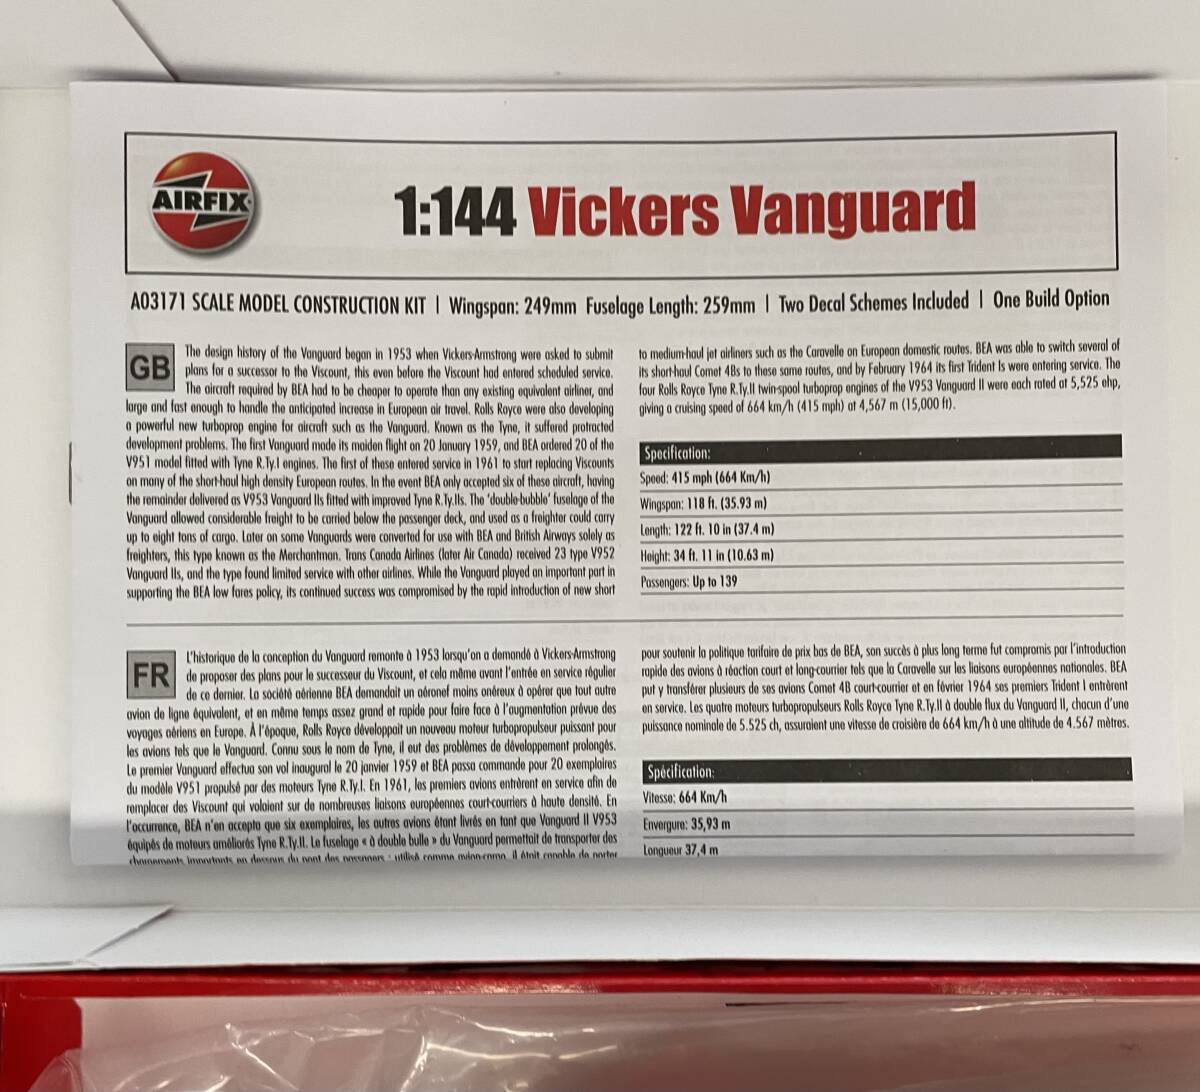 AIRFIX
1:144 Vickers Vanguard
A03171 SCALE MODEL CONSTRUCTION KIT | Wingspan: 249mm Fuselage Length: 259mm | Two Decal Schemes Included | One Build Option
GB
The design history of the Vanguard began in 1953 when Vickers-Armstrong were asked to submit
plans for a successor to the Viscount, this even before the Viscount had entered scheduled service.
The aircraft required by BEA had to be cheaper to operate than any existing equivalent airliner, and
large and fast enough to handle the anticipated increase in European air travel. Rolls Royce were also developing
a powerful new turboprop engine for aircraft such as the Vanguard. Known as the Tyne, it suffered protracted
development problems. The first Vanguard made its maiden flight on 20 January 1959, and BEA ordered 20 of the
V951 model fitted with Tyne R.Ty.I engines. The first of these entered service in 1961 to start replacing Viscounts
on many of the short-haul high density European routes. In the event BEA only accepted six of these aircraft, having
the remainder delivered as V953 Vanguard IIs fitted with improved Tyne R.Ty.IIs. The 'double-bubble' fuselage of the
Vanguard allowed considerable freight to be carried below the passenger deck, and used as a freighter could carry
up to eight tons of cargo. Later on some Vanguards were converted for use with BEA and British Airways solely as
freighters, this type known as the Merchantman. Trans Canada Airlines (later Air Canada) received 23 type V952
Vanguard IIs, and the type found limited service with other airlines. While the Vanguard played an important part in
supporting the BEA low fares policy, its continued success was compromised by the rapid introduction of new short
to medium-haul jet airliners such as the Caravelle on European domestic routes. BEA was able to switch several of
its short-haul Comet 4Bs to these same routes, and by February 1964 its first Trident Is were entering service. The
four Rolls Royce Tyne R.Ty.II twin-spool turboprop engines of the V953 Vanguard II were each rated at 5,525 ehp,
giving a cruising speed of 664 km/h (415 mph) at 4,567 m (15,000 ft).
Specification:
Speed: 415 mph (664 Km/h)
Wingspan: 118 ft. (35.93 m)
Length: 122 ft. 10 in (37.4 m)
Height: 34 ft. 11 in (10.63 m)
Passengers: Up to 139
FR
L'historique de la conception du Vanguard remonte à 1953 lorsqu'on a demandé à Vickers-Armstrong
de proposer des plans pour le successeur du Viscount, et cela même avant l'entrée en service régulier
de ce dernier. La société aérienne BEA demandait un aéronef moins onéreux à opérer que tout autre
avion de ligne équivalent, et en même temps assez grand et rapide pour faire face à l'augmentation prévue des
voyages aériens en Europe. À l'époque, Rolls Royce développait un nouveau moteur turbopropulseur puissant pour
les avions tels que le Vanguard. Connu sous le nom de Tyne, il eut des problèmes de développement prolongés.
Le premier Vanguard effectua son vol inaugural le 20 janvier 1959 et BEA passa commande pour 20 exemplaires
du modèle V951 propulsé par des moteurs Tyne R.Ty.I. En 1961, les premiers avions entrèrent en service afin de
remplacer des Viscount qui volaient sur de nombreuses liaisons européennes court-courriers à haute densité. En
l'occurrence, BEA n'en accepta que six exemplaires, les autres avions étant livrés en tant que Vanguard II V953
équipés de moteurs améliorés Tyne R.Ty.II. Le fuselage « à double bulle » du Vanguard permettait de transporter des
chargements importants en dessous du pont des passagers ; utilisé comme avion-cargo, il était capable de porter
pour soutenir la politique tarifaire de prix bas de BEA, son succès à plus long terme fut compromis par l'introduction
rapide des avions à réaction court et long-courrier tels que la Caravelle sur les liaisons européennes nationales. BEA
put y transférer plusieurs de ses avions Comet 4B court-courrier et en février 1964 ses premiers Trident I entrèrent
en service. Les quatre moteurs turbopropulseurs Rolls Royce Tyne R.Ty.II à double flux du Vanguard II, chacun d'une
puissance nominale de 5.525 ch, assuraient une vitesse de croisière de 664 km/h à une altitude de 4.567 mètres.
Spécification:
Vitesse: 664 Km/h
Envergure: 35,93 m
Longueur 37,4 m